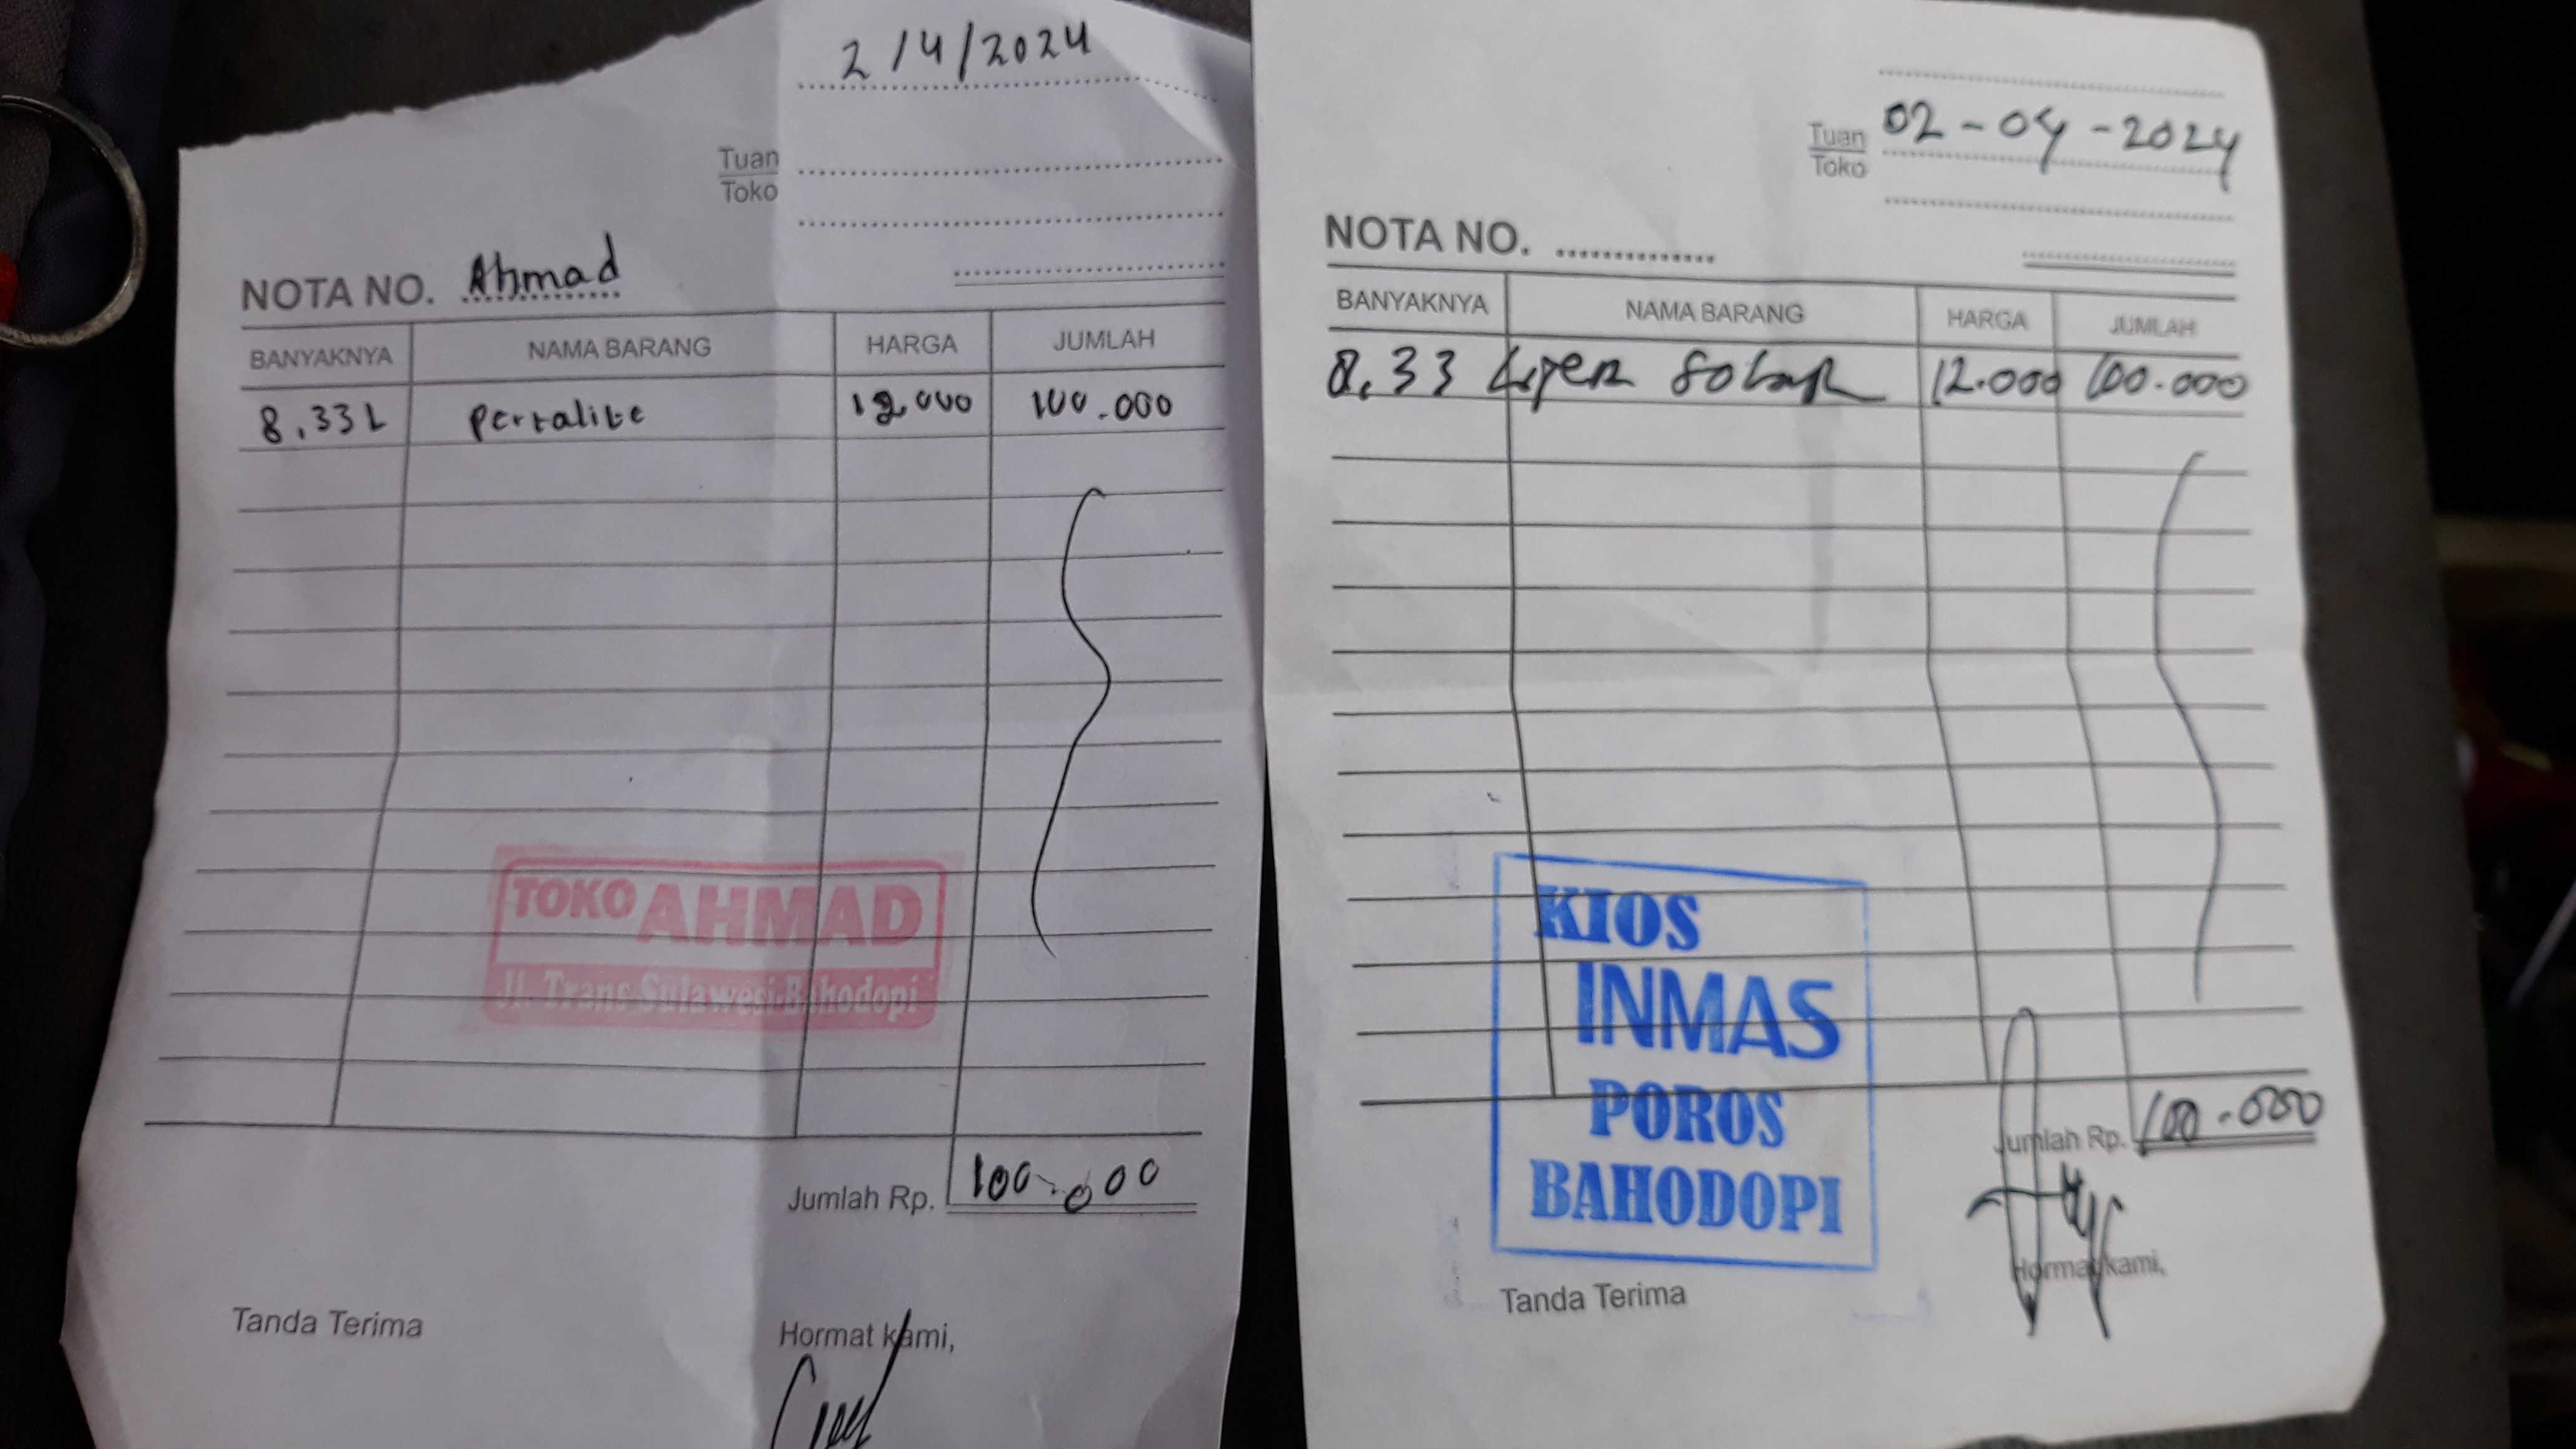 2/4/2024
Tuan
Toko
NOTA NO. Ahmad
BANYAKNYA NAMA BARANG HARGA JUMLAH
8,33 L Pertalite 12.000 100.000
TOKO AHMAD
Jl. Trans Sulawesi-Bahodopi
Jumlah Rp. 100.000
Tanda Terima Hormat kami,
Tuan 02-04-2024
Toko
NOTA NO.
BANYAKNYA NAMA BARANG HARGA JUMLAH
8,33 Liter Solar 12.000 100.000
KIOS
INMAS
POROS
BAHODOPI
Jumlah Rp. 100.000
Tanda Terima Hormat kami,